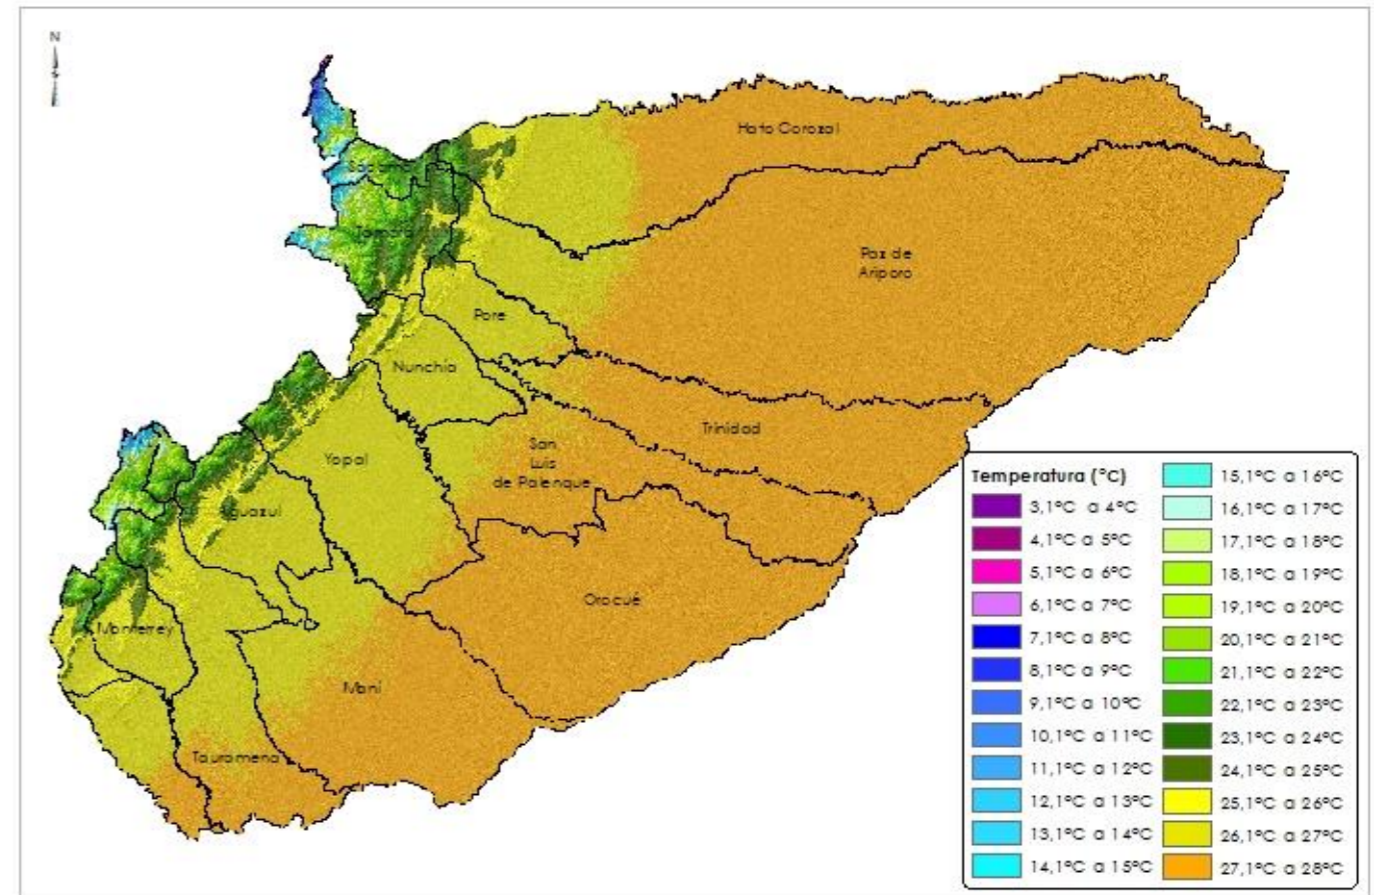 N
Hato Corozal
Paz de
Ariporo
Pore
Nunchía
Trinidad
San
Luis
de Palenque
Yopal
Aguazul
Orocué
Monterrey
Maní
Tauramena
Temperatura (°C)
3,1°C a 4°C
4,1°C a 5°C
5,1°C a 6°C
6,1°C a 7°C
7,1°C a 8°C
8,1°C a 9°C
9,1°C a 10°C
10,1°C a 11°C
11,1°C a 12°C
12,1°C a 13°C
13,1°C a 14°C
14,1°C a 15°C
15,1°C a 16°C
16,1°C a 17°C
17,1°C a 18°C
18,1°C a 19°C
19,1°C a 20°C
20,1°C a 21°C
21,1°C a 22°C
22,1°C a 23°C
23,1°C a 24°C
24,1°C a 25°C
25,1°C a 26°C
26,1°C a 27°C
27,1°C a 28°C